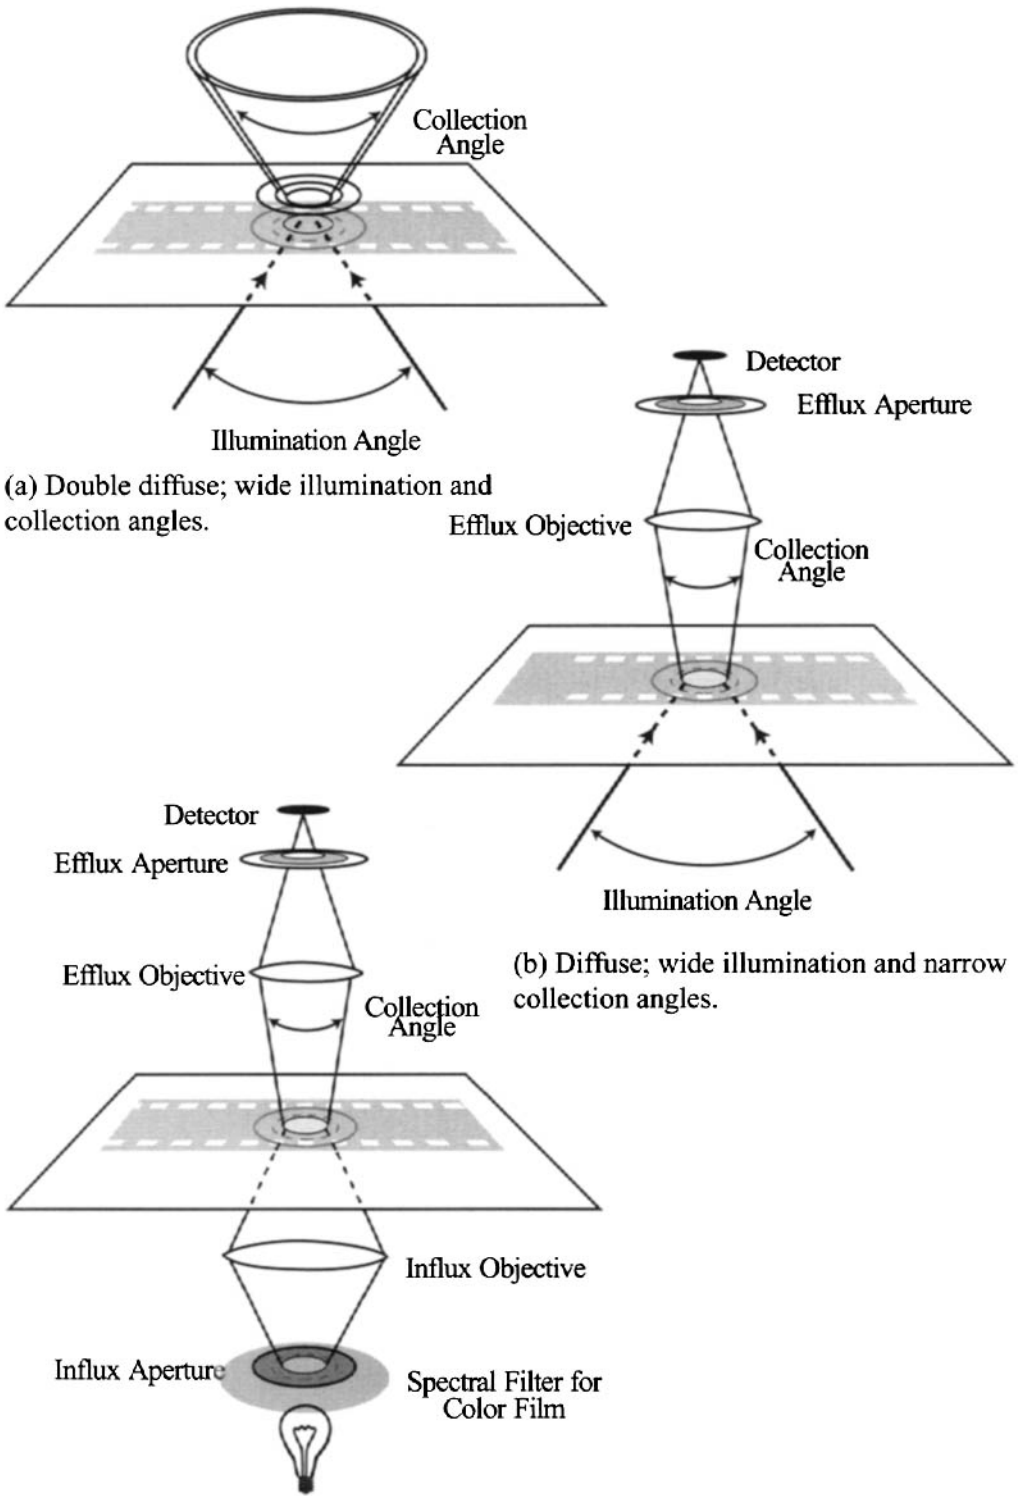 Collection
Angle
Illumination Angle
(a) Double diffuse; wide illumination and
collection angles.
Detector
Efflux Aperture
Efflux Objective
Collection
Angle
Illumination Angle
(b) Diffuse; wide illumination and narrow
collection angles.
Detector
Efflux Aperture
Efflux Objective
Collection
Angle
Influx Objective
Influx Aperture
Spectral Filter for
Color Film